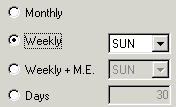 Monthly
Weekly SUN
Weekly + M.E. SUN
Days 30